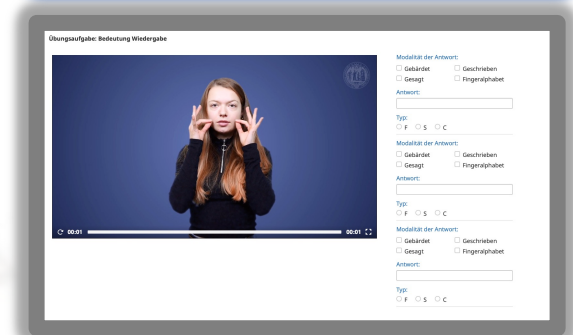 Übungsaufgabe: Bedeutung Wiedergabe
00:01
00:01
Modalität der Antwort:
Gebärdet Geschrieben
Gesagt Fingeralphabet
Antwort:
Typ:
F S C
Modalität der Antwort:
Gebärdet Geschrieben
Gesagt Fingeralphabet
Antwort:
Typ:
F S C
Modalität der Antwort:
Gebärdet Geschrieben
Gesagt Fingeralphabet
Antwort:
Typ:
F S C